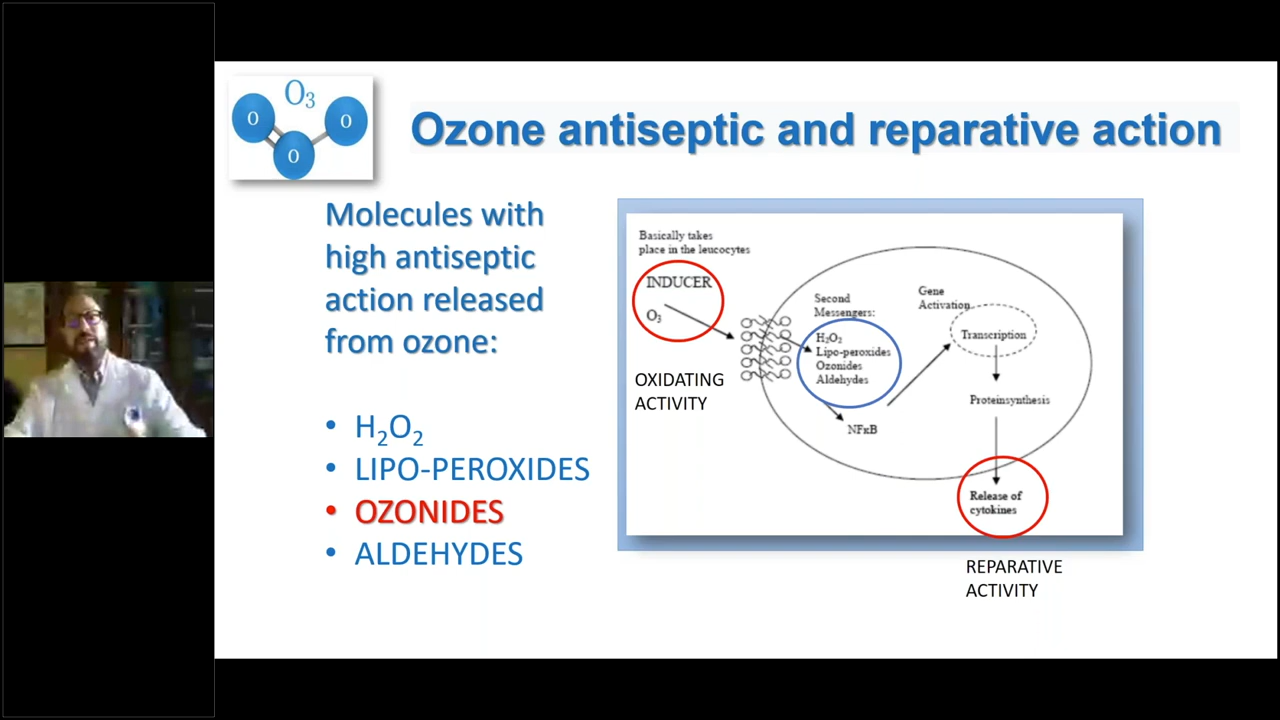 O₃
O
O
O
Ozone antiseptic and reparative action
Molecules with
high antiseptic
action released
from ozone:
• H₂O₂
• LIPO-PEROXIDES
• OZONIDES
• ALDEHYDES
Basically takes
place in the leucocytes
INDUCER
O₃
OXIDATING
ACTIVITY
Second
Messengers:
H₂O₂
Lipo-peroxides
Ozonides
Aldehydes
NFκB
Gene
Activation
Transcription
Proteinsynthesis
Release of
cytokines
REPARATIVE
ACTIVITY